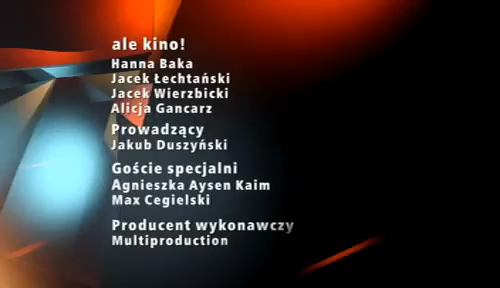 ale kino!
Hanna Baka
Jacek Łechtański
Jacek Wierzbicki
Alicja Gancarz
Prowadzący
Jakub Duszyński
Goście specjalni
Agnieszka Aysen Kaim
Max Cegielski
Producent wykonawczy
Multiproduction